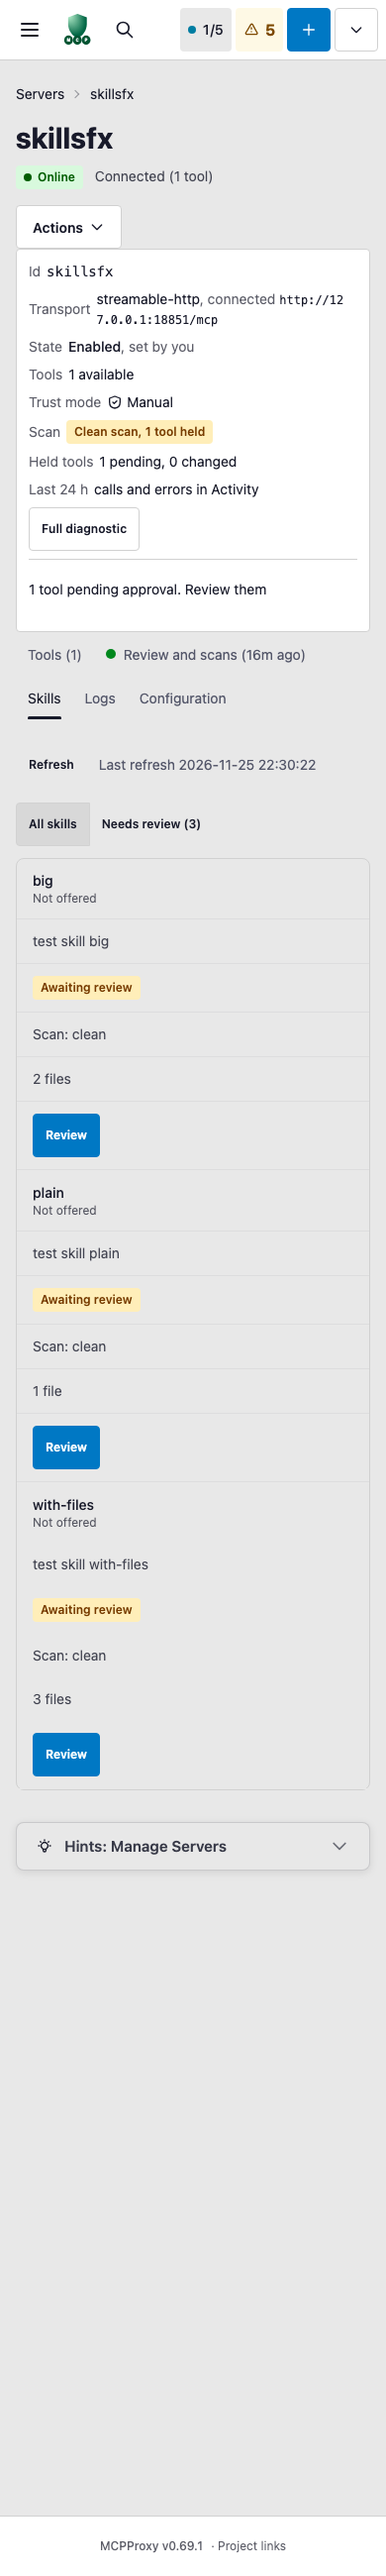 1/5
5
Servers
skillsfx
skillsfx
Online
Connected (1 tool)
Actions
Id skillsfx
Transport
streamable-http, connected http://12
7.0.0.1:18851/mcp
State Enabled, set by you
Tools 1 available
Trust mode Manual
Scan Clean scan, 1 tool held
Held tools 1 pending, 0 changed
Last 24 h calls and errors in Activity
Full diagnostic
1 tool pending approval. Review them
Tools (1)
Review and scans (16m ago)
Skills
Logs
Configuration
Refresh
Last refresh 2026-11-25 22:30:22
All skills
Needs review (3)
big
Not offered
test skill big
Awaiting review
Scan: clean
2 files
Review
plain
Not offered
test skill plain
Awaiting review
Scan: clean
1 file
Review
with-files
Not offered
test skill with-files
Awaiting review
Scan: clean
3 files
Review
Hints: Manage Servers
MCPProxy v0.69.1 · Project links